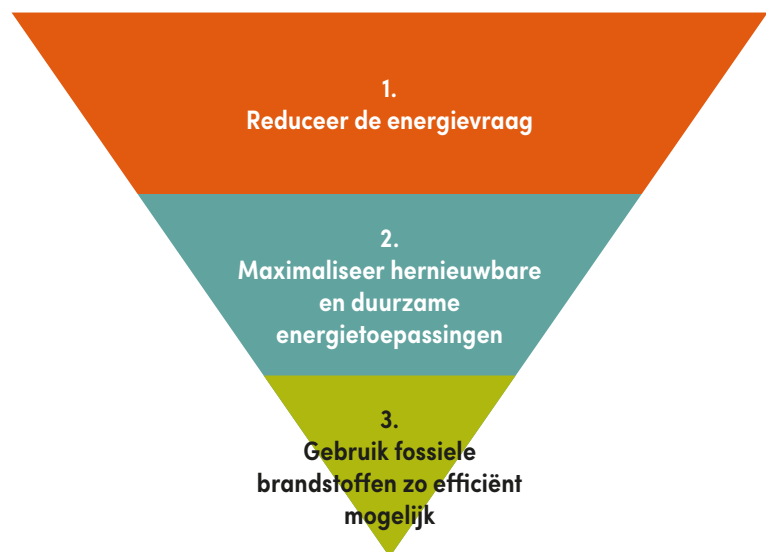 1.
Reduceer de energievraag
2.
Maximaliseer hernieuwbare
en duurzame
energietoepassingen
3.
Gebruik fossiele
brandstoffen zo efficiënt
mogelijk